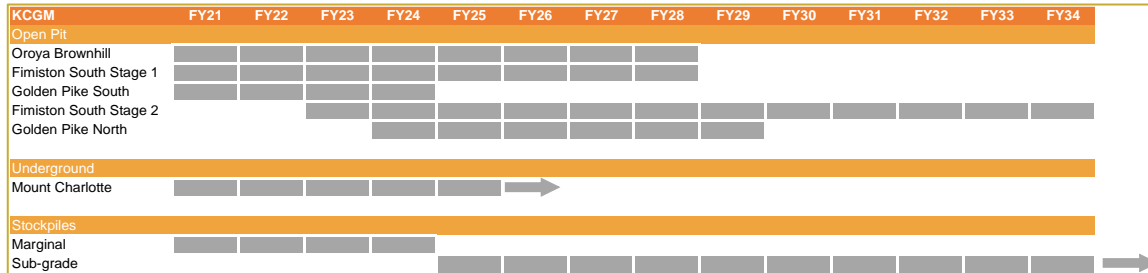 KCGM FY21 FY22 FY23 FY24 FY25 FY26 FY27 FY28 FY29 FY30 FY31 FY32 FY33 FY34
Open Pit
Oroya Brownhill
Fimiston South Stage 1
Golden Pike South
Fimiston South Stage 2
Golden Pike North
Underground
Mount Charlotte
Stockpiles
Marginal
Sub-grade